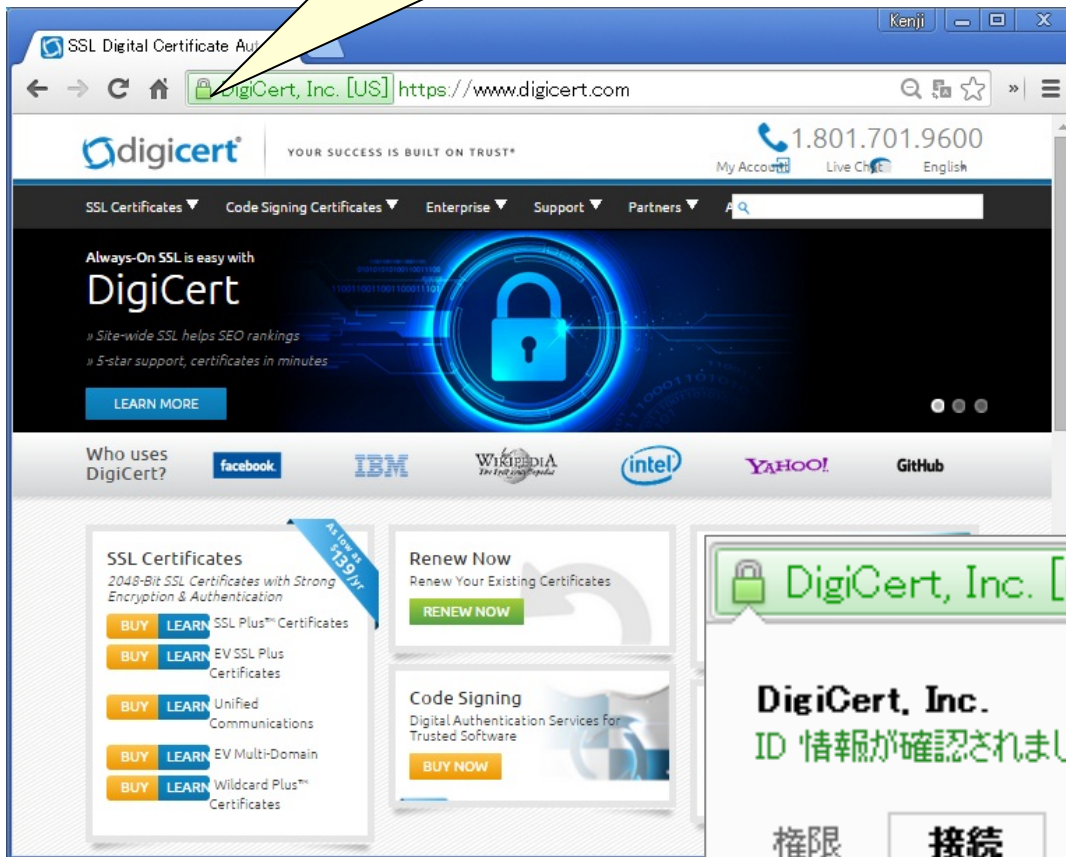 Kenji
SSL Digital Certificate Aut
DigiCert, Inc. [US] https://www.digicert.com
digicert®
YOUR SUCCESS IS BUILT ON TRUST®
1.801.701.9600
My Account Live Chat English
SSL Certificates Code Signing Certificates Enterprise Support Partners A
Always-On SSL is easy with
DigiCert
» Site-wide SSL helps SEO rankings
» 5-star support, certificates in minutes
LEARN MORE
Who uses
DigiCert?
facebook.
IBM
WIKIPEDIA
The Free Encyclopedia
intel
YAHOO!
GitHub
As low as
$139/yr
SSL Certificates
2048-Bit SSL Certificates with Strong
Encryption & Authentication
BUY LEARN SSL Plus™ Certificates
BUY LEARN EV SSL Plus
Certificates
BUY LEARN Unified
Communications
BUY LEARN EV Multi-Domain
BUY LEARN Wildcard Plus™
Certificates
Renew Now
Renew Your Existing Certificates
RENEW NOW
Code Signing
Digital Authentication Services for
Trusted Software
BUY NOW
DigiCert, Inc. [
DigiCert, Inc.
ID 情報が確認されまし
権限 接続